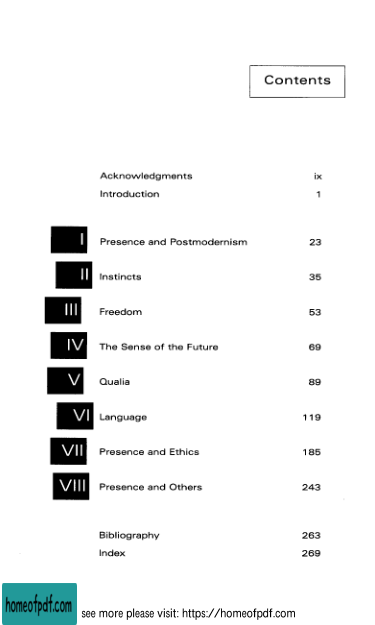 Contents
Acknowledgments ix
Introduction 1
I Presence and Postmodernism 23
II Instincts 35
III Freedom 53
IV The Sense of the Future 69
V Qualia 89
VI Language 119
VII Presence and Ethics 185
VIII Presence and Others 243
Bibliography 263
Index 269
homeofpdf.com see more please visit: https://homeofpdf.com